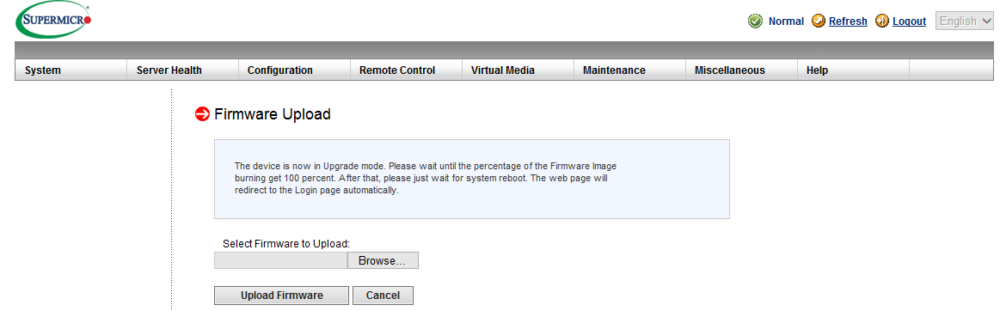 SUPERMICRO
Normal Refresh Logout English
System Server Health Configuration Remote Control Virtual Media Maintenance Miscellaneous Help
Firmware Upload
The device is now in Upgrade mode. Please wait until the percentage of the Firmware Image
burning get 100 percent. After that, please just wait for system reboot. The web page will
redirect to the Login page automatically.
Select Firmware to Upload:
Browse...
Upload Firmware Cancel